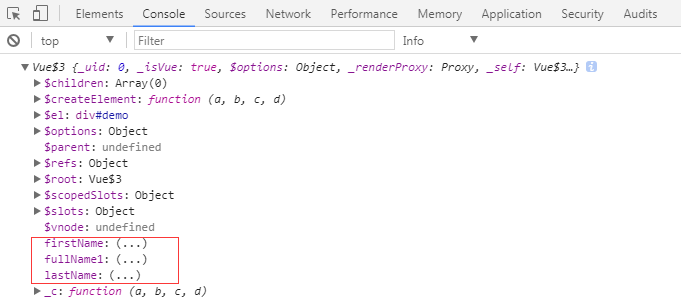 Elements Console Sources Network Performance Memory Application Security Audits
top Filter Info
Vue$3 {_uid: 0, _isVue: true, $options: Object, _renderProxy: Proxy, _self: Vue$3…} i
$children: Array(0)
$createElement: function (a, b, c, d)
$el: div#demo
$options: Object
$parent: undefined
$refs: Object
$root: Vue$3
$scopedSlots: Object
$slots: Object
$vnode: undefined
firstName: (...)
fullName1: (...)
lastName: (...)
_c: function (a, b, c, d)